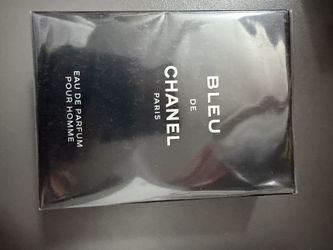 BLEU
DE
CHANEL
PARIS
EAU DE PARFUM
POUR HOMME